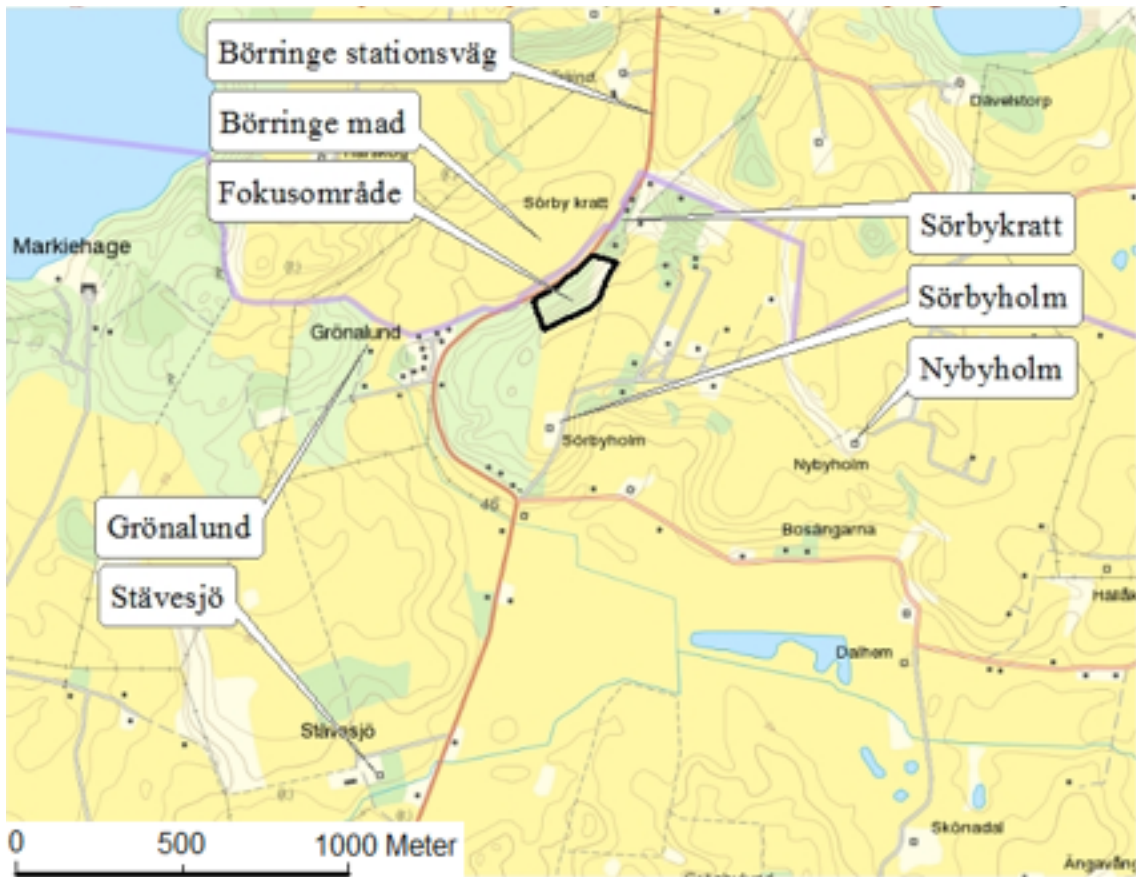 Börringe stationsväg
Börringe mad
Fokusområde
Dävelstorp
Sörby kratt
Sörbykratt
Markiehage
Sörbyholm
Grönalund
Nybyholm
Sörbyholm
Nybyholm
46
Grönalund
Bosängarna
Stävesjö
Dalhem
Stävesjö
Skönadal
0 500 1000 Meter
Ängavång